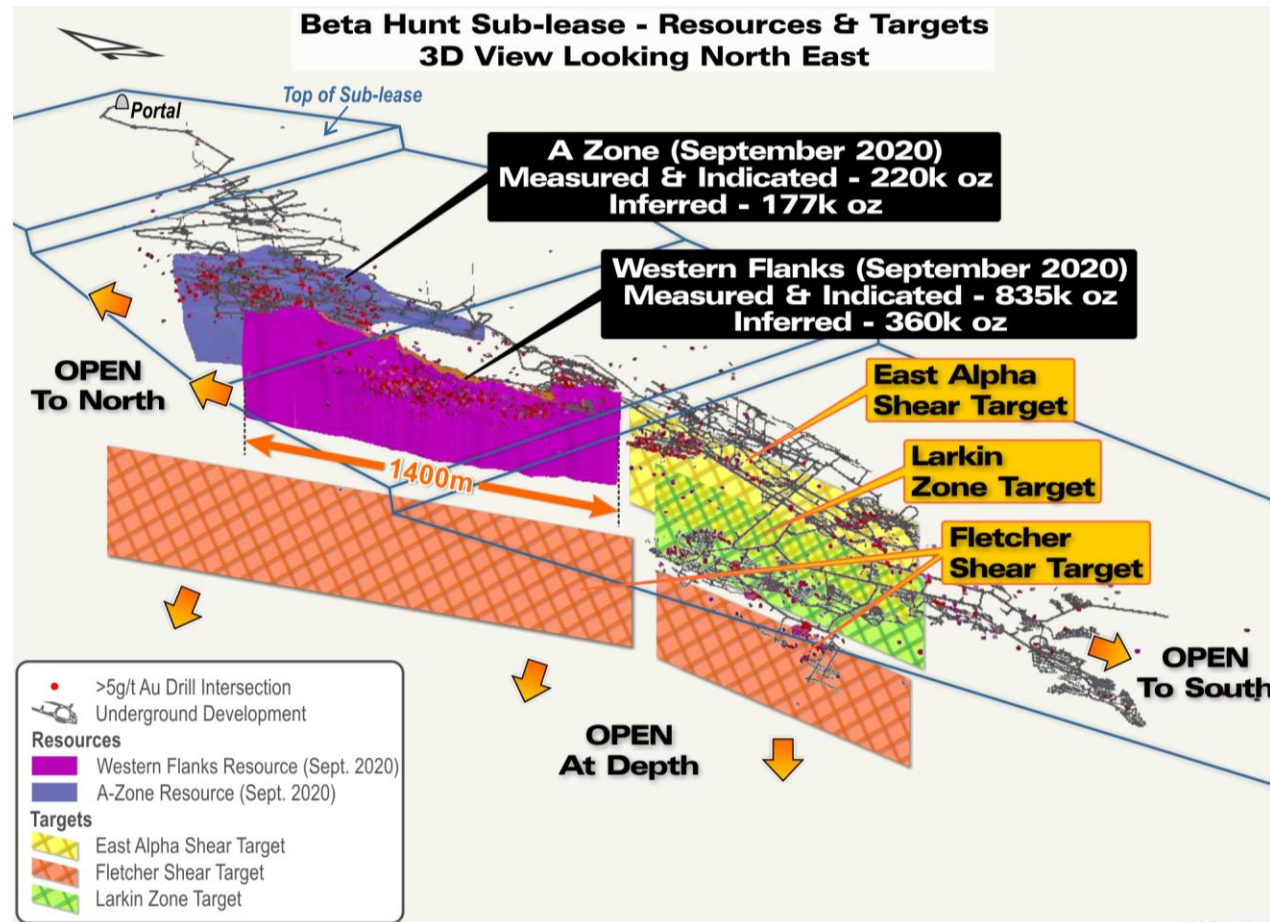 Beta Hunt Sub-lease - Resources & Targets
3D View Looking North East
Portal
Top of Sub-lease
A Zone (September 2020)
Measured & Indicated - 220k oz
Inferred - 177k oz
Western Flanks (September 2020)
Measured & Indicated - 835k oz
Inferred - 360k oz
OPEN
To North
East Alpha
Shear Target
Larkin
Zone Target
1400m
Fletcher
Shear Target
OPEN
To South
OPEN
At Depth
>5g/t Au Drill Intersection
Underground Development
Resources
Western Flanks Resource (Sept. 2020)
A-Zone Resource (Sept. 2020)
Targets
East Alpha Shear Target
Fletcher Shear Target
Larkin Zone Target